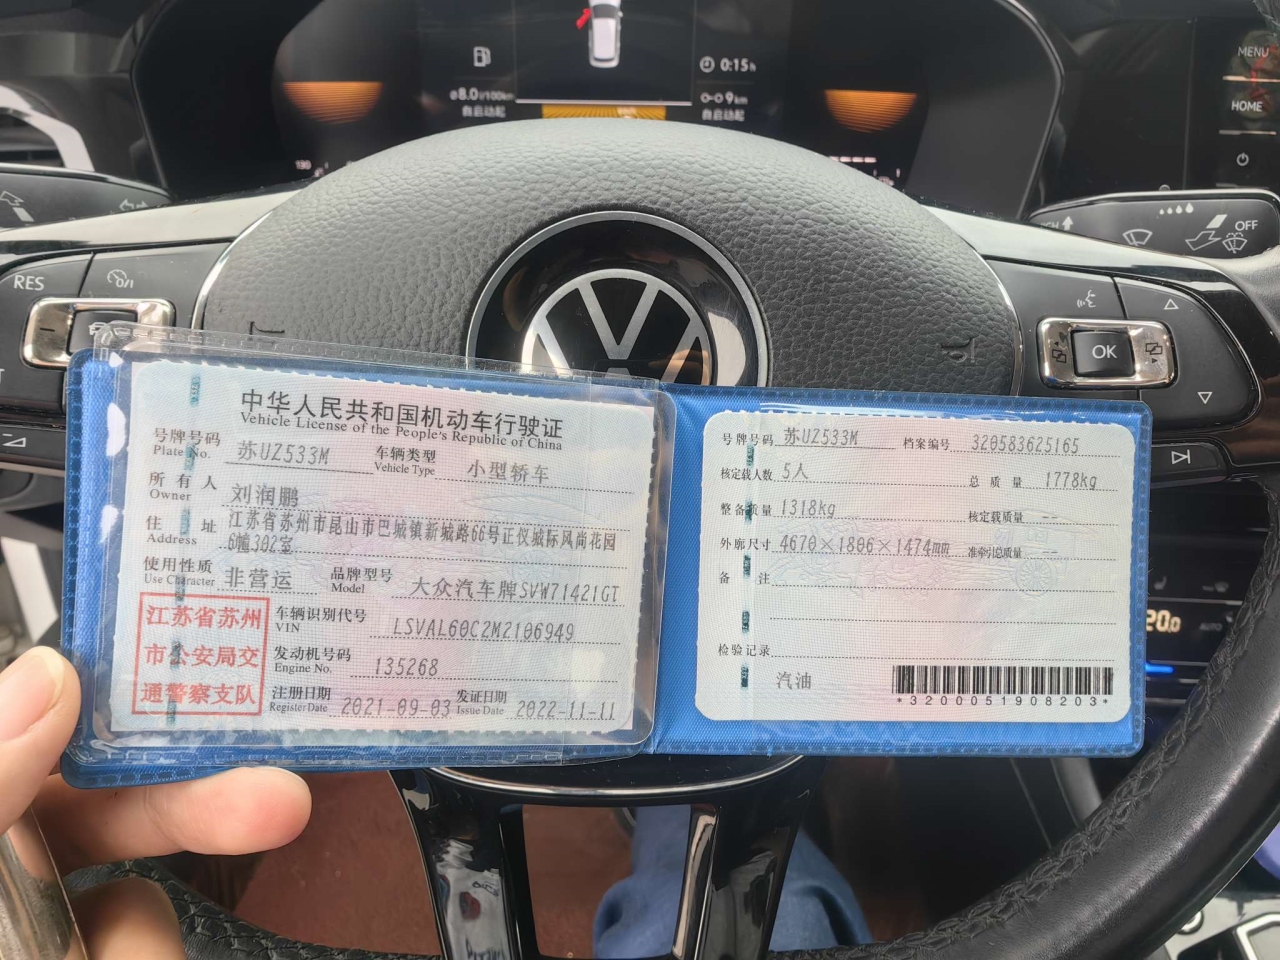 0:15h
ø8.0l/100km
自启动起
9km
自启动起
MENU
HOME
OFF
RES
OK
20.0
中华人民共和国机动车行驶证
Vehicle License of the People's Republic of China
号牌号码 苏UZ533M 车辆类型 小型轿车
Plate No. Vehicle Type
所有人 刘润鹏
Owner
住址 江苏省苏州市昆山市巴城镇新城路66号正仪城际风尚花园
Address 6幢302室
使用性质 非营运 品牌型号 大众汽车牌SVW71421GT
Use Character Model
江苏省苏州
市公安局交
通警察支队
车辆识别代号 LSVAL60C2M2106949
VIN
发动机号码 135268
Engine No.
注册日期 2021-09-03 发证日期 2022-11-11
Register Date Issue Date
号牌号码 苏UZ533M 档案编号 320583625165
核定载人数 5人 总质量 1778kg
整备质量 1318kg 核定载质量 --
外廓尺寸 4670×1806×1474mm 准牵引总质量 --
备注
检验记录
汽油
*3200051908203*